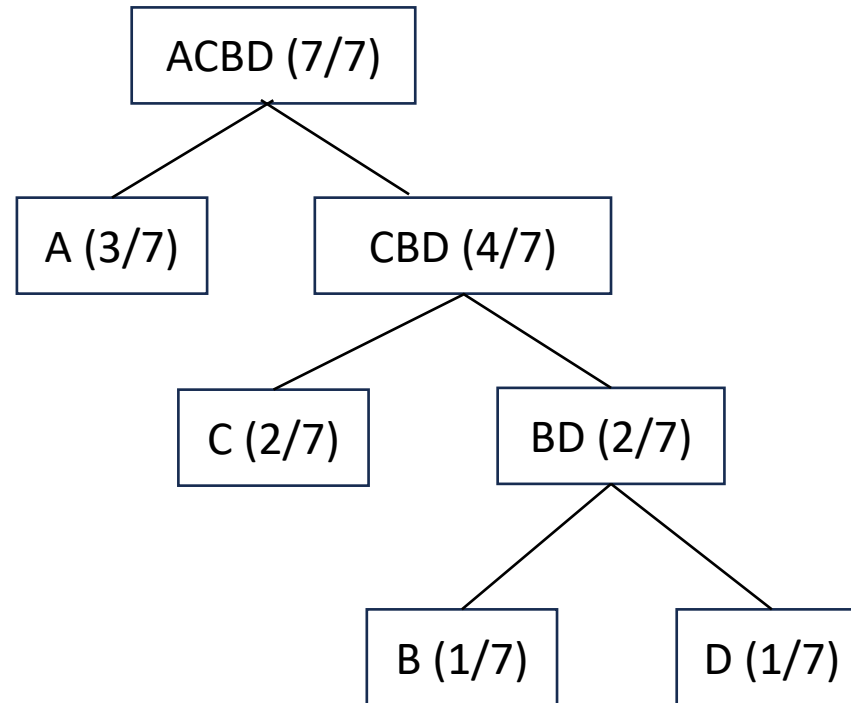 ACBD (7/7)
A (3/7)
CBD (4/7)
C (2/7)
BD (2/7)
B (1/7)
D (1/7)